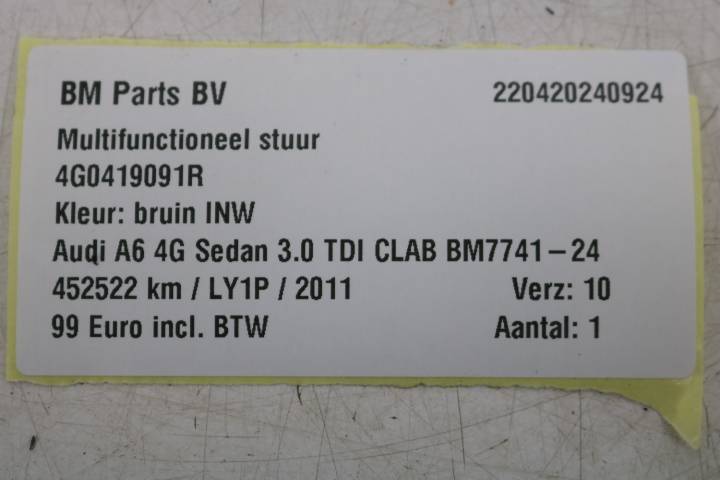 BM Parts BV 220420240924
Multifunctioneel stuur
4G0419091R
Kleur: bruin INW
Audi A6 4G Sedan 3.0 TDI CLAB BM7741-24
452522 km / LY1P / 2011 Verz: 10
99 Euro incl. BTW Aantal: 1